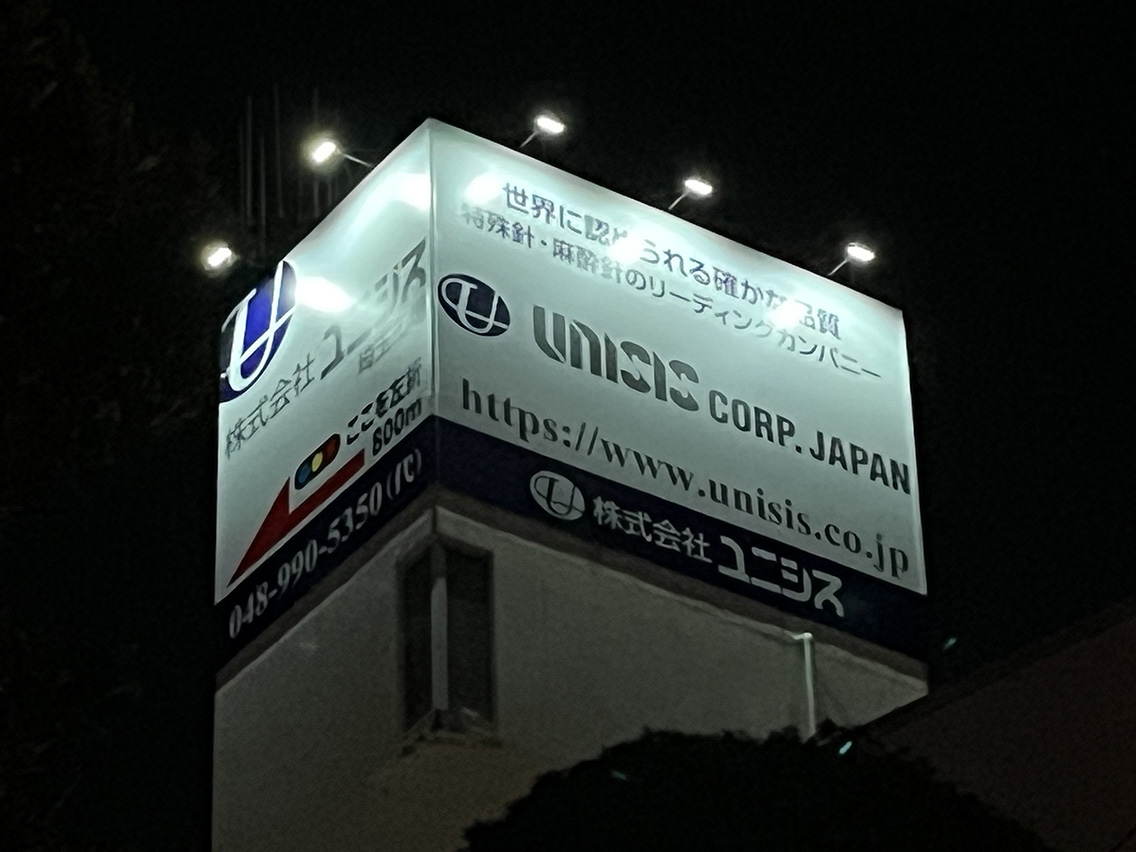 株式会社 ユニシス
ここを左折
800m
048-990-5350 (代)
世界に認められる確かな品質
特殊針・麻酔針のリーディングカンパニー
UNISIS CORP. JAPAN
https://www.unisis.co.jp
株式会社 ユニシス